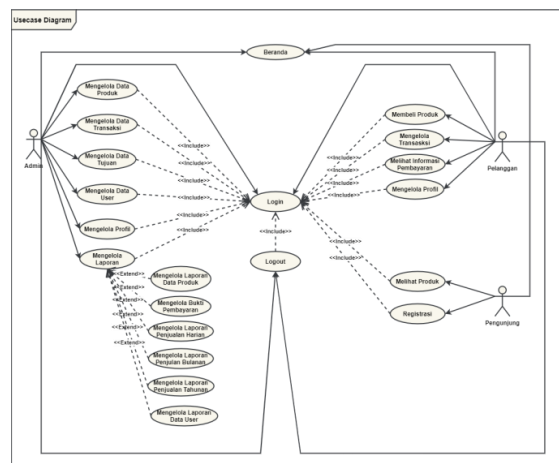 Usecase Diagram
Beranda
Mengelola Data
Produk
Mengelola Data
Transaksi
Mengelola Data
Tujuan
Mengelola Data
User
Mengelola Profil
Mengelola
Laporan
Admin
<<Include>>
<<Include>>
<<Include>>
<<Include>>
<<Include>>
<<Include>>
Login
<<Include>>
Logout
<<Extend>>
<<Extend>>
<<Extend>>
<<Extend>>
<<Extend>>
<<Extend>>
Mengelola Laporan
Data Produk
Mengelola Bukti
Pembayaran
Mengelola Laporan
Penjualan Harian
Mengelola Laporan
Penjulan Bulanan
Mengelola Laporan
Penjualan Tahunan
Mengelola Laporan
Data User
Membeli Produk
Mengelola
Transasksi
Melihat Informasi
Pembayaran
Mengelola Profil
Pelanggan
<<Include>>
<<Include>>
<<Include>>
<<Include>>
<<Include>>
<<Include>>
Melihat Produk
Registrasi
Pengunjung